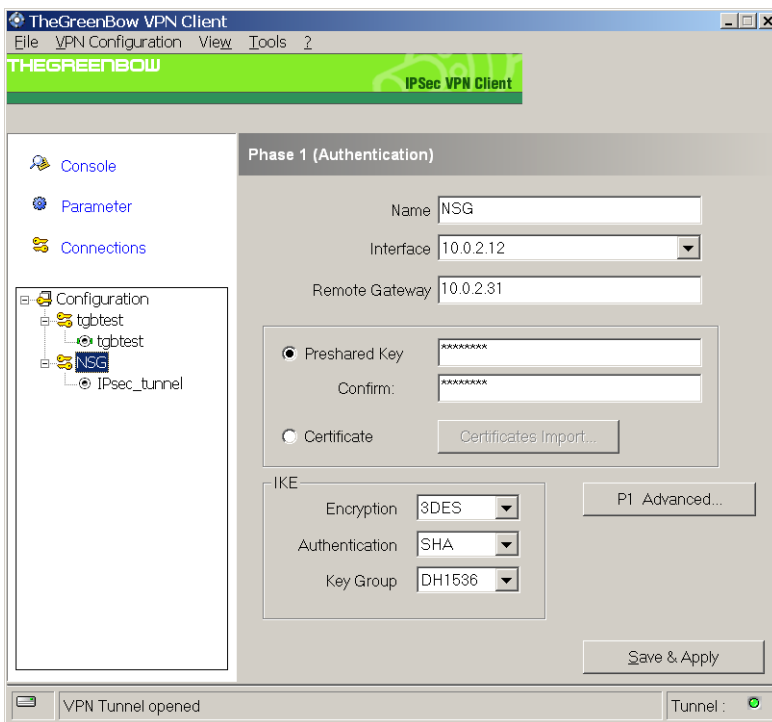 TheGreenBow VPN Client
File VPN Configuration View Tools ?
THEGREENBOW
IPSec VPN Client
Console
Parameter
Connections
Configuration
tgbtest
tgbtest
NSG
IPsec_tunnel
Phase 1 (Authentication)
Name NSG
Interface 10.0.2.12
Remote Gateway 10.0.2.31
Preshared Key ********
Confirm: ********
Certificate Certificates Import...
IKE
Encryption 3DES
Authentication SHA
Key Group DH1536
P1 Advanced...
Save & Apply
VPN Tunnel opened
Tunnel :